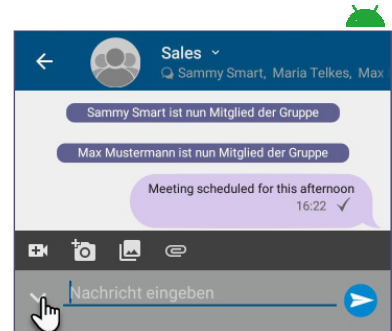 Sales
Sammy Smart, Maria Telkes, Max
Sammy Smart ist nun Mitglied der Gruppe
Max Mustermann ist nun Mitglied der Gruppe
Meeting scheduled for this afternoon
16:22
Nachricht eingeben